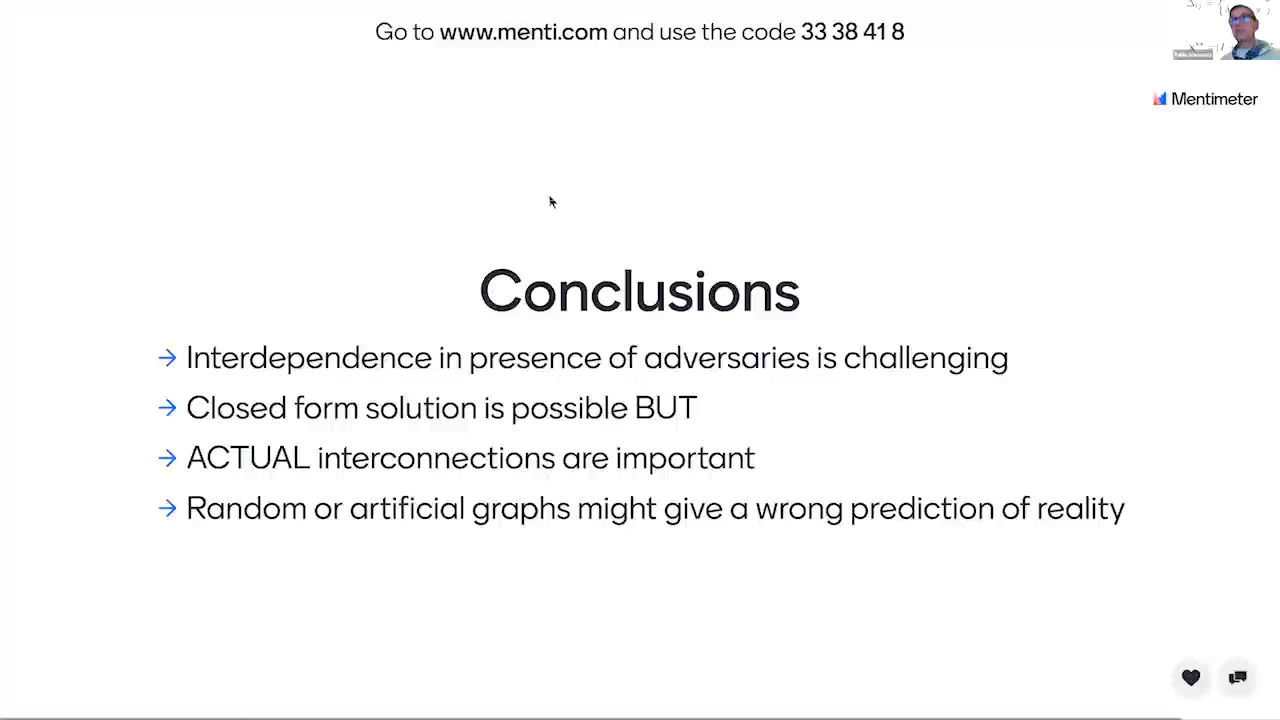 Go to www.menti.com and use the code 33 38 41 8
Mentimeter
Conclusions
→ Interdependence in presence of adversaries is challenging
→ Closed form solution is possible BUT
→ ACTUAL interconnections are important
→ Random or artificial graphs might give a wrong prediction of reality